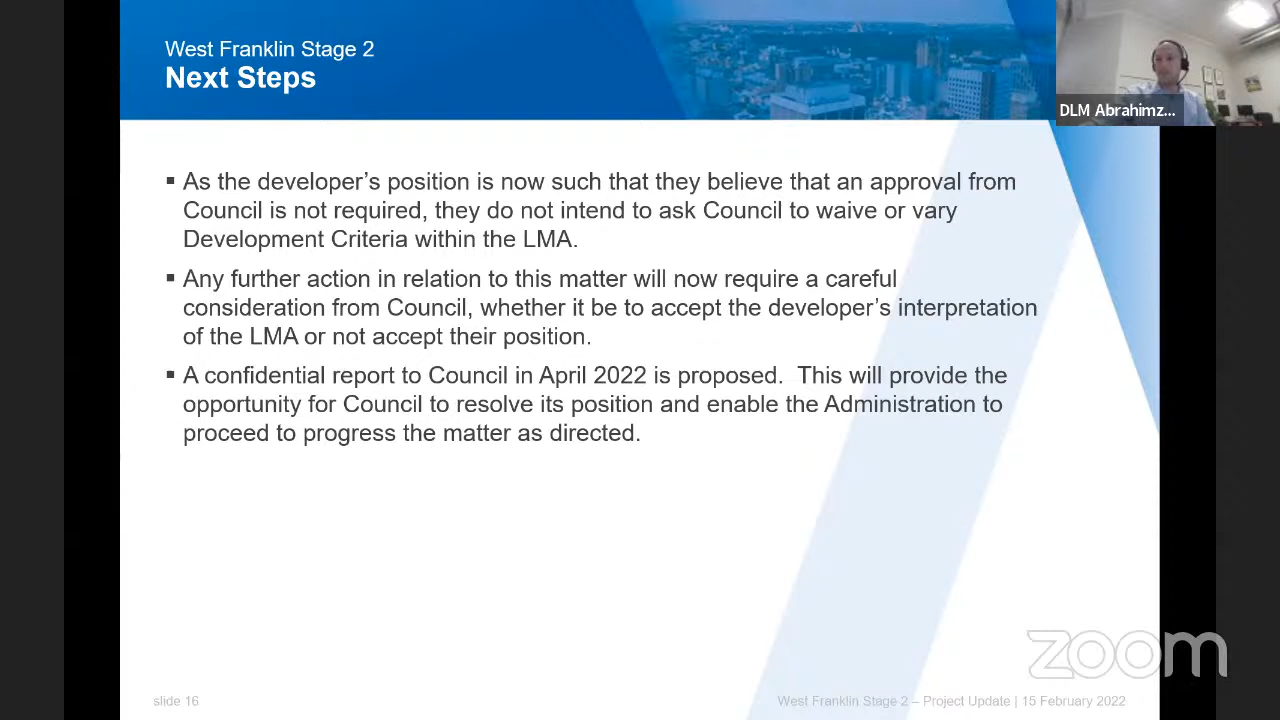 West Franklin Stage 2
Next Steps
DLM Abrahimz...
▪ As the developer's position is now such that they believe that an approval from
Council is not required, they do not intend to ask Council to waive or vary
Development Criteria within the LMA.
▪ Any further action in relation to this matter will now require a careful
consideration from Council, whether it be to accept the developer's interpretation
of the LMA or not accept their position.
▪ A confidential report to Council in April 2022 is proposed.  This will provide the
opportunity for Council to resolve its position and enable the Administration to
proceed to progress the matter as directed.
zoom
slide 16
West Franklin Stage 2 – Project Update | 15 February 2022